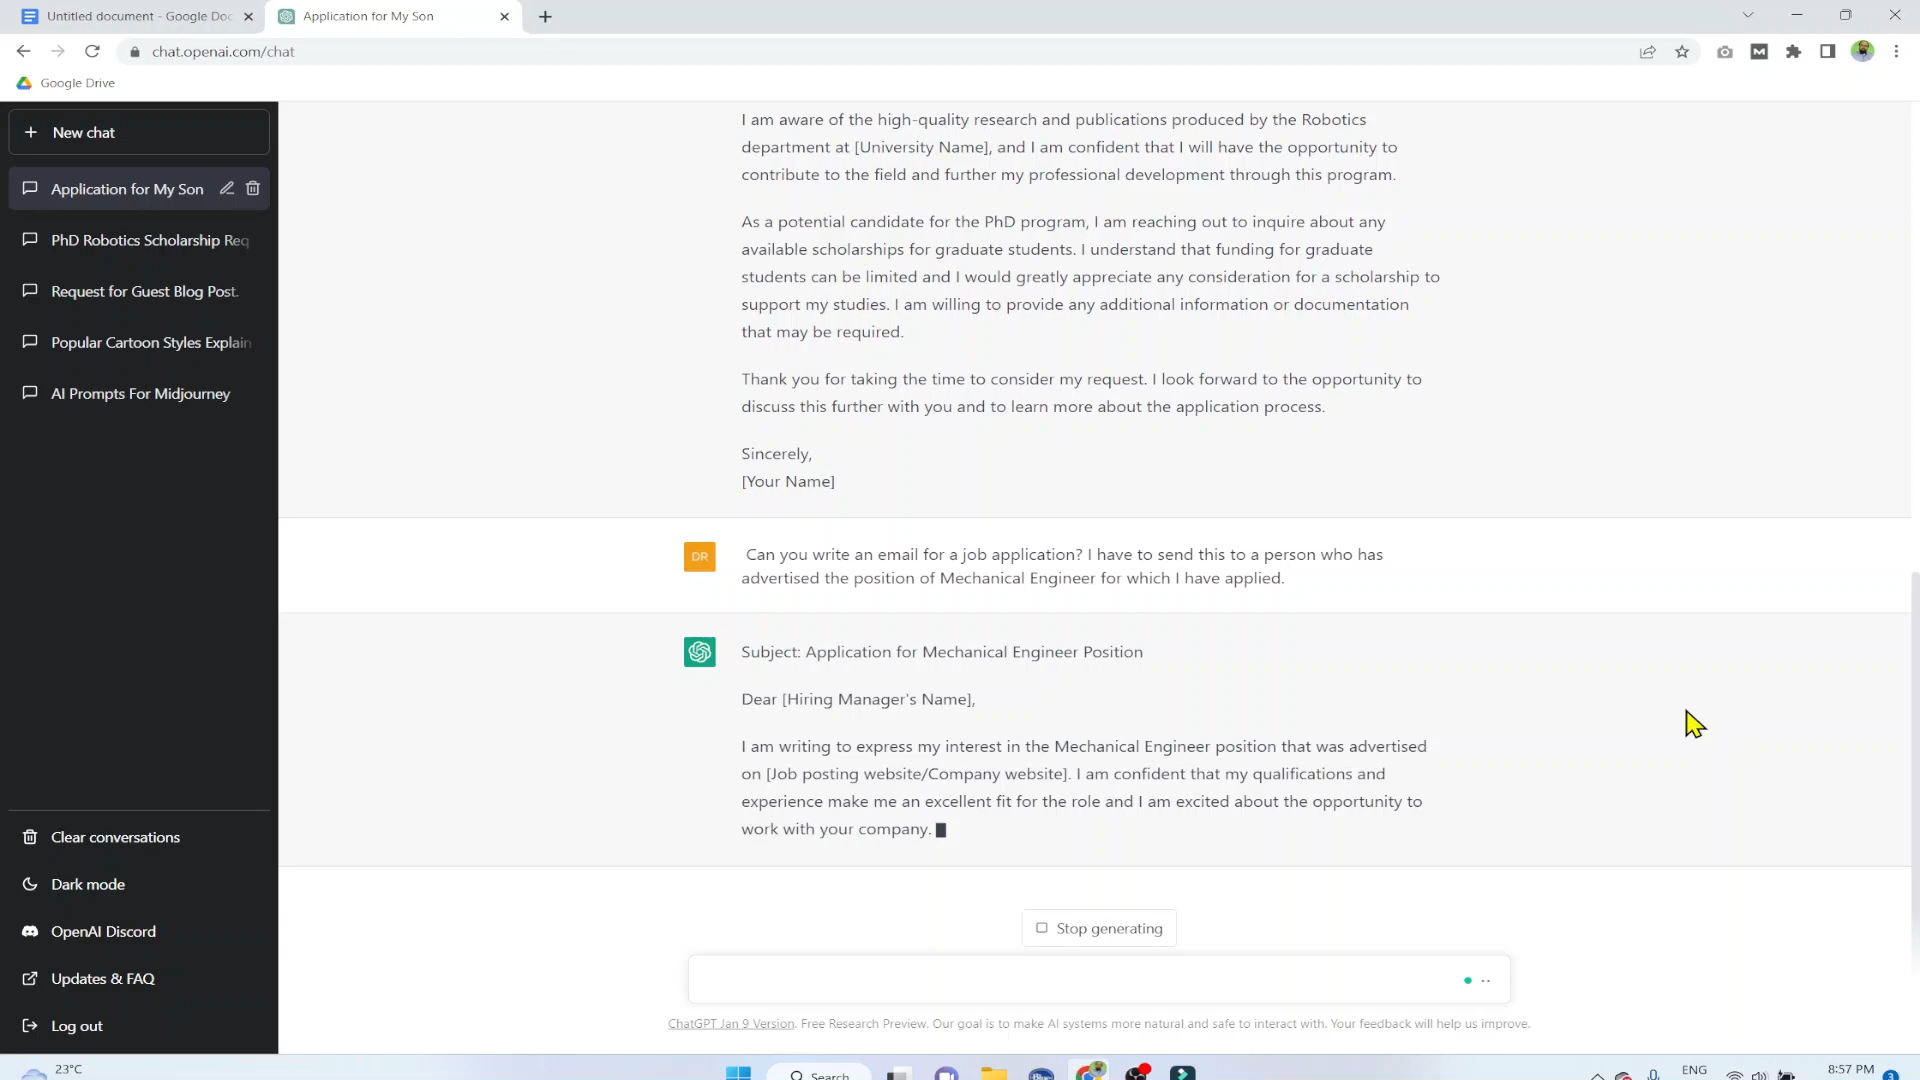 Untitled document - Google Doc
Application for My Son
chat.openai.com/chat
Google Drive
New chat
Application for My Son
PhD Robotics Scholarship Req
Request for Guest Blog Post.
Popular Cartoon Styles Explain
AI Prompts For Midjourney
Clear conversations
Dark mode
OpenAI Discord
Updates & FAQ
Log out
I am aware of the high-quality research and publications produced by the Robotics
department at [University Name], and I am confident that I will have the opportunity to
contribute to the field and further my professional development through this program.
As a potential candidate for the PhD program, I am reaching out to inquire about any
available scholarships for graduate students. I understand that funding for graduate
students can be limited and I would greatly appreciate any consideration for a scholarship to
support my studies. I am willing to provide any additional information or documentation
that may be required.
Thank you for taking the time to consider my request. I look forward to the opportunity to
discuss this further with you and to learn more about the application process.
Sincerely,
[Your Name]
DR
Can you write an email for a job application? I have to send this to a person who has
advertised the position of Mechanical Engineer for which I have applied.
Subject: Application for Mechanical Engineer Position
Dear [Hiring Manager's Name],
I am writing to express my interest in the Mechanical Engineer position that was advertised
on [Job posting website/Company website]. I am confident that my qualifications and
experience make me an excellent fit for the role and I am excited about the opportunity to
work with your company.
Stop generating
ChatGPT Jan 9 Version. Free Research Preview. Our goal is to make AI systems more natural and safe to interact with. Your feedback will help us improve.
23°C
Search
ENG
8:57 PM
3